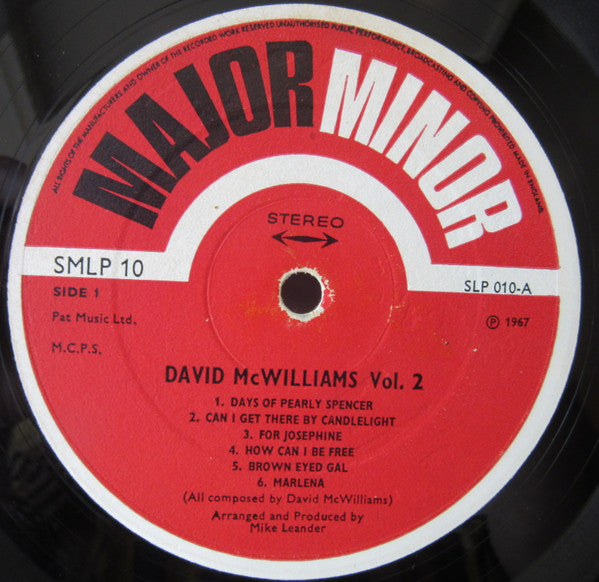 ALL RIGHTS OF THE MANUFACTURERS AND OWNER OF THE RECORDED WORK RESERVED UNAUTHORISED PUBLIC PERFORMANCE, BROADCASTING AND COPYING PROHIBITED MADE IN ENGLAND.
MAJOR MINOR
STEREO
SMLP 10
SLP 010-A
SIDE 1
Pat Music Ltd.,
℗ 1967
M.C.P.S.
DAVID McWILLIAMS Vol. 2
1. DAYS OF PEARLY SPENCER
2. CAN I GET THERE BY CANDLELIGHT
3. FOR JOSEPHINE
4. HOW CAN I BE FREE
5. BROWN EYED GAL
6. MARLENA
(All composed by David McWilliams)
Arranged and Produced by
Mike Leander